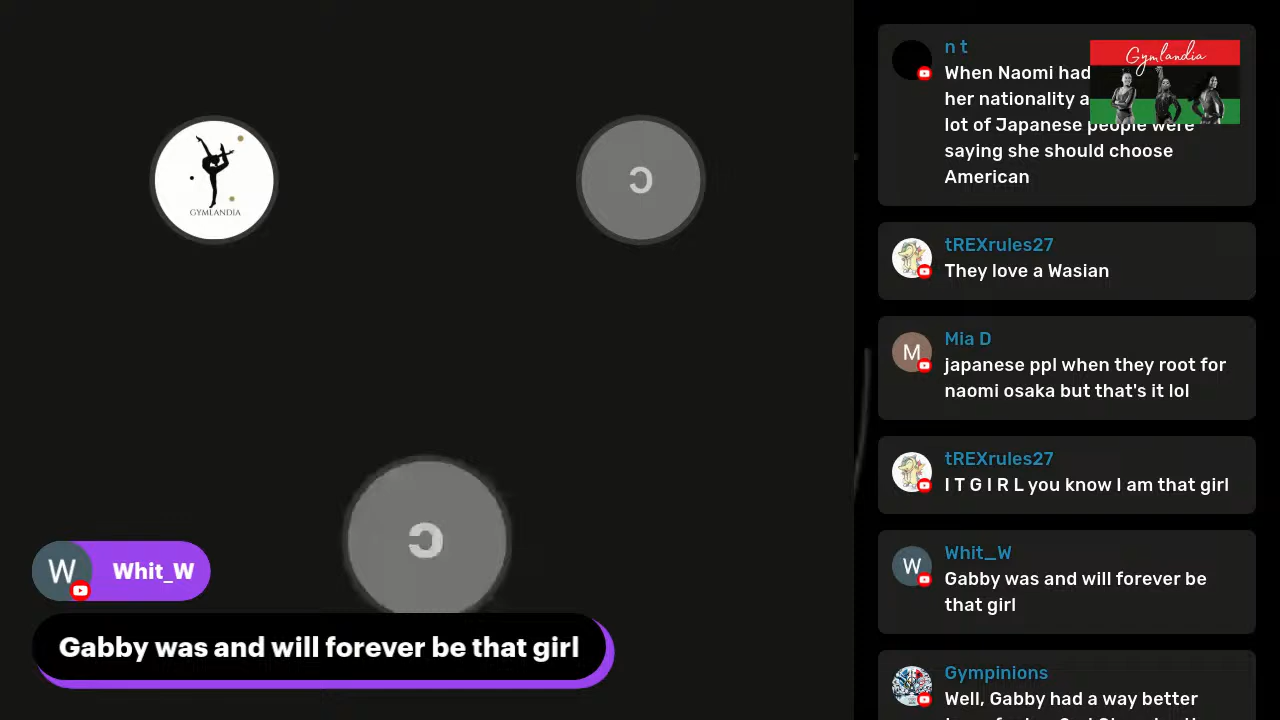 GYMLANDIA
C
C
W
Whit_W
Gabby was and will forever be that girl
n t
Gymlandia
When Naomi had
her nationality a
lot of Japanese people were
saying she should choose
American
tREXrules27
They love a Wasian
M
Mia D
japanese ppl when they root for
naomi osaka but that's it lol
tREXrules27
I T G I R L you know I am that girl
W
Whit_W
Gabby was and will forever be
that girl
Gympinions
Well, Gabby had a way better